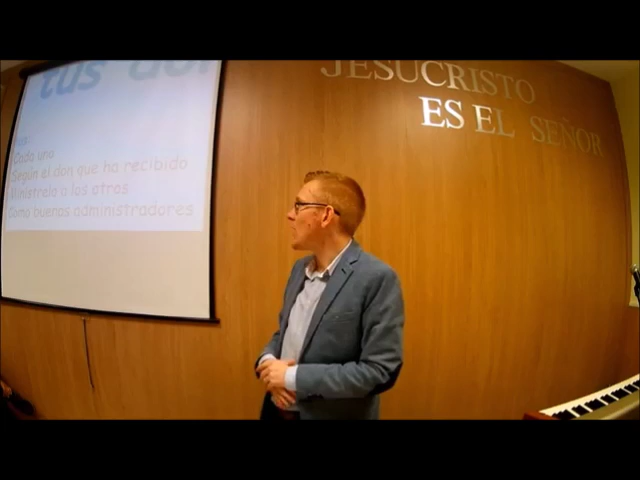 tus
JESUCRISTO
ES EL SEÑOR
Cada uno
Según el don que ha recibido
Minístrelo a los otros
Como buenos administradores